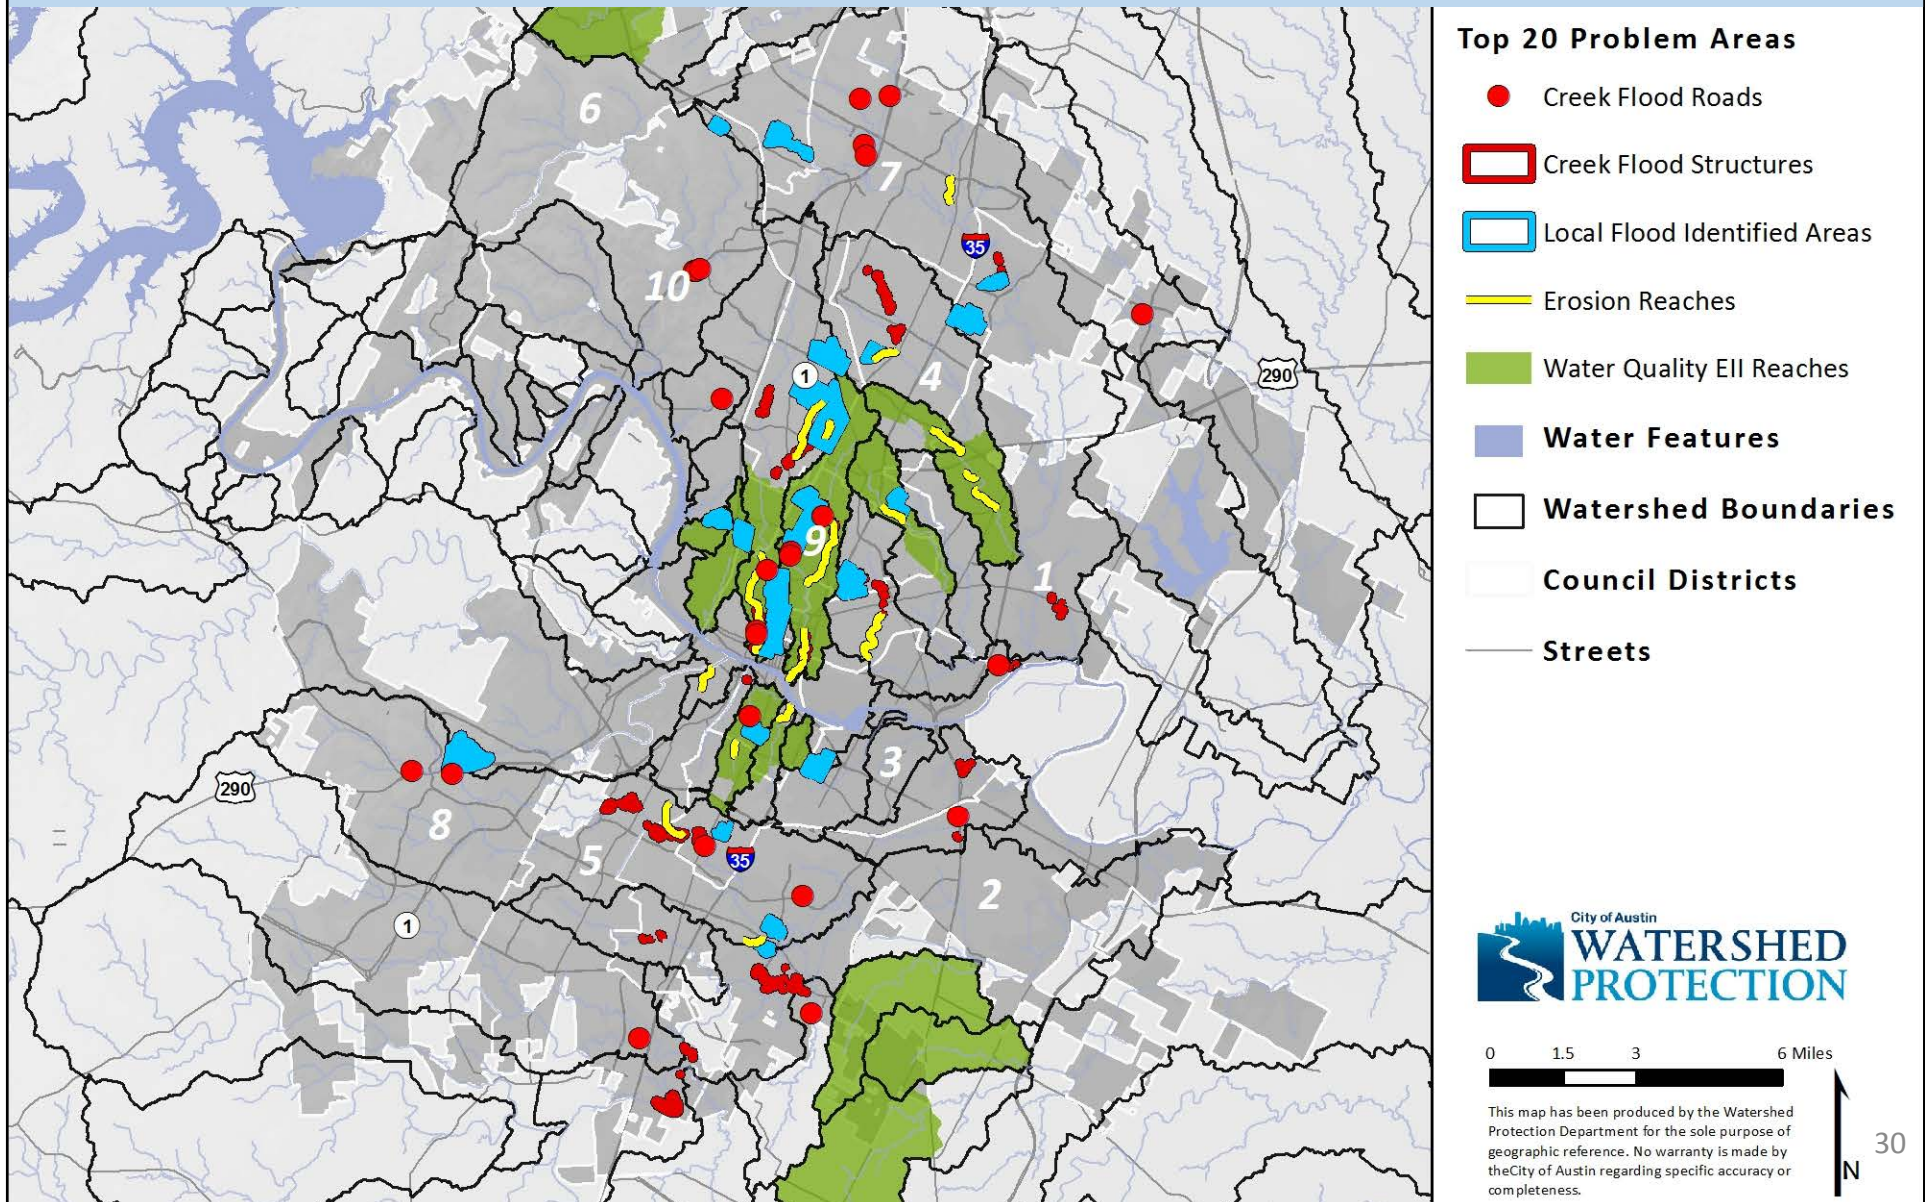 6
7
35
10
1
4
290
9
1
3
290
8
5
35
2
1
Top 20 Problem Areas
Creek Flood Roads
Creek Flood Structures
Local Flood Identified Areas
Erosion Reaches
Water Quality EII Reaches
Water Features
Watershed Boundaries
Council Districts
Streets
City of Austin
WATERSHED
PROTECTION
0 1.5 3 6 Miles
This map has been produced by the Watershed
Protection Department for the sole purpose of
geographic reference. No warranty is made by
theCity of Austin regarding specific accuracy or
completeness.
N
30